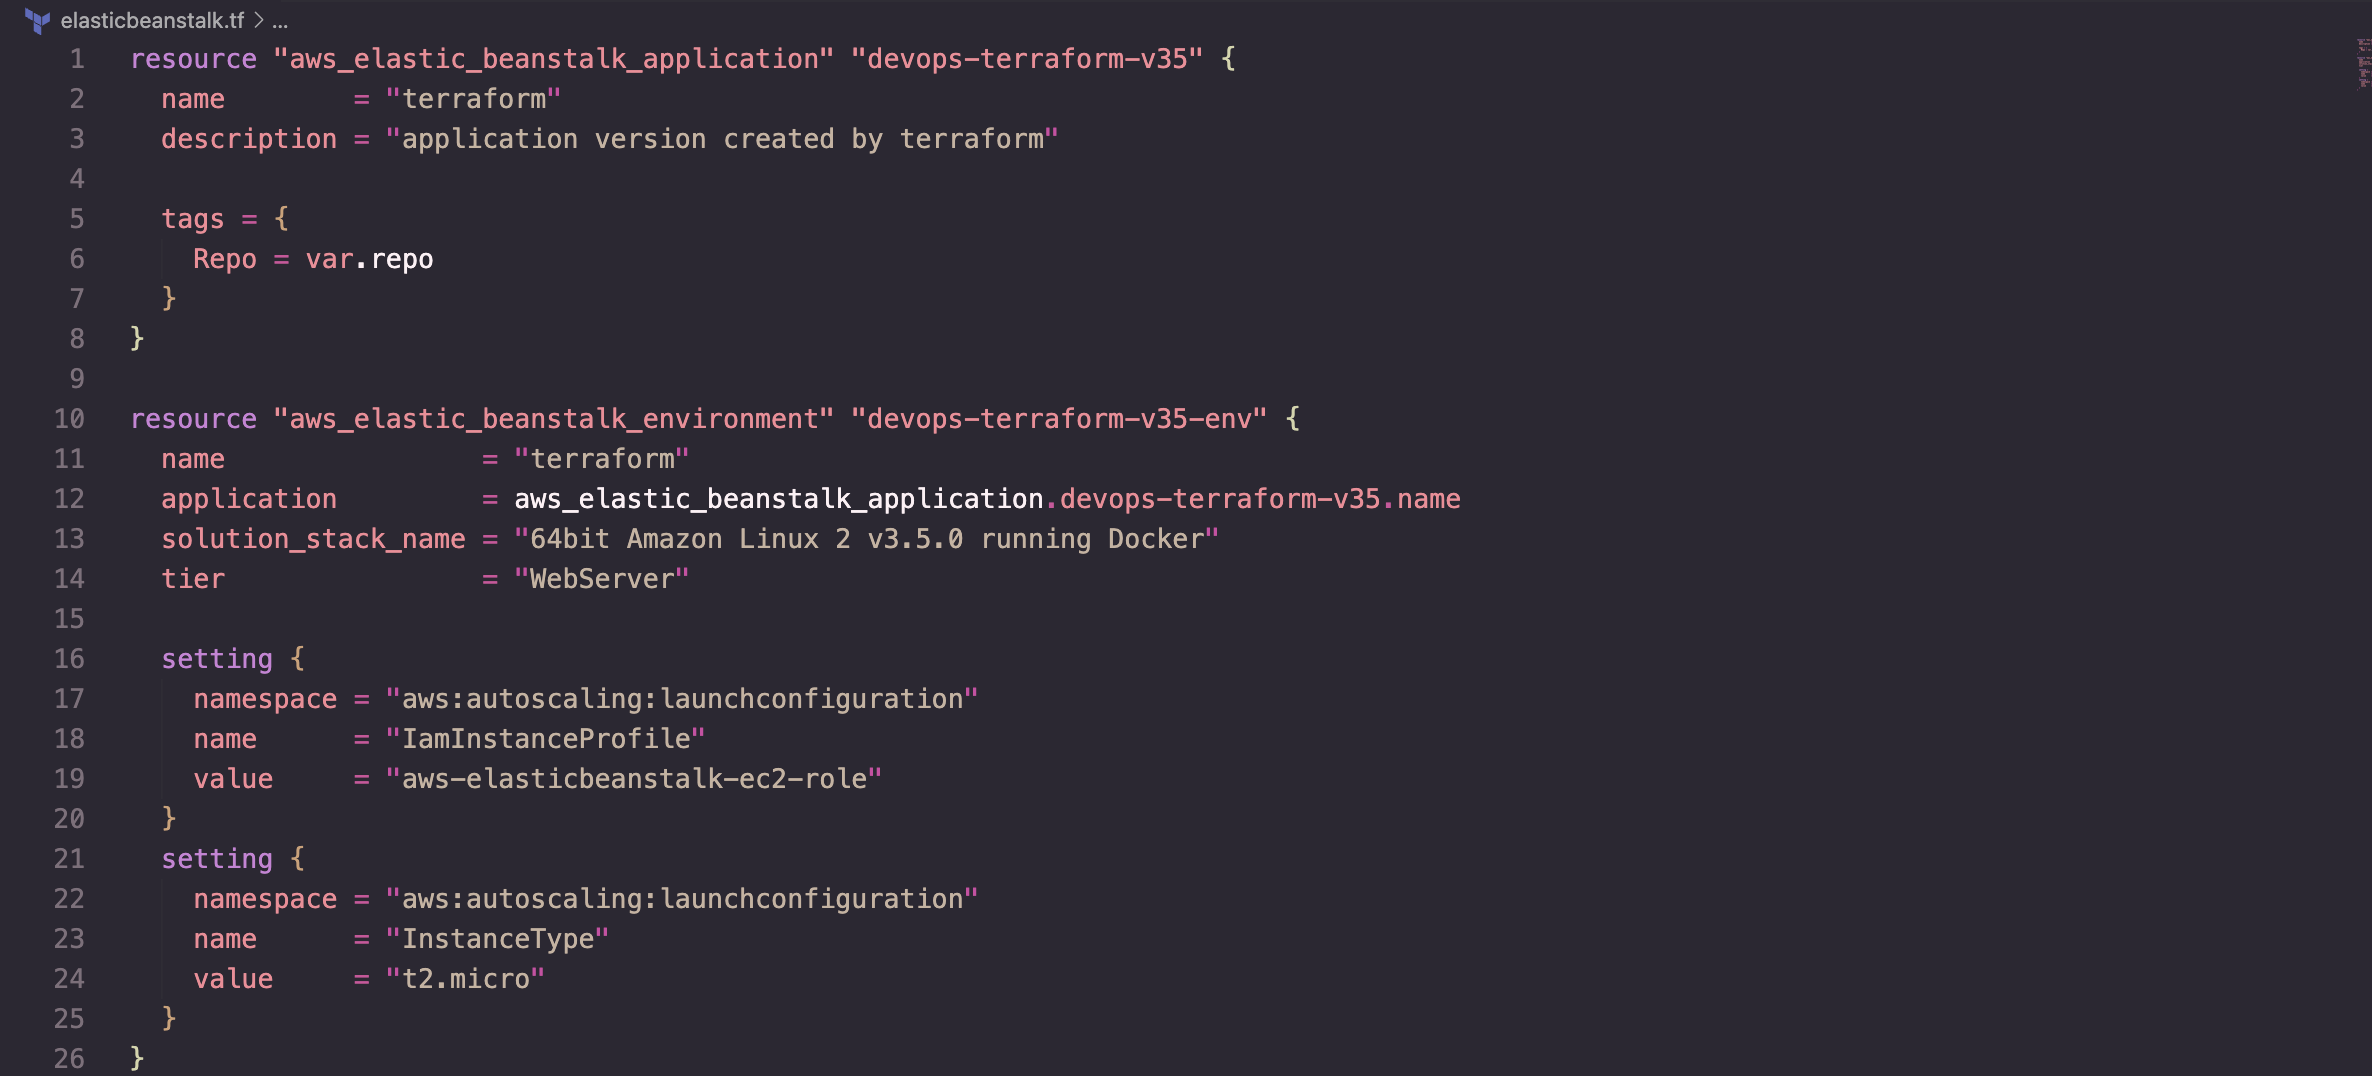 elasticbeanstalk.tf > ...
1 resource "aws_elastic_beanstalk_application" "devops-terraform-v35" {
2   name        = "terraform"
3   description = "application version created by terraform"
4
5   tags = {
6     Repo = var.repo
7   }
8 }
9
10 resource "aws_elastic_beanstalk_environment" "devops-terraform-v35-env" {
11   name                = "terraform"
12   application         = aws_elastic_beanstalk_application.devops-terraform-v35.name
13   solution_stack_name = "64bit Amazon Linux 2 v3.5.0 running Docker"
14   tier                = "WebServer"
15
16   setting {
17     namespace = "aws:autoscaling:launchconfiguration"
18     name      = "IamInstanceProfile"
19     value     = "aws-elasticbeanstalk-ec2-role"
20   }
21   setting {
22     namespace = "aws:autoscaling:launchconfiguration"
23     name      = "InstanceType"
24     value     = "t2.micro"
25   }
26 }